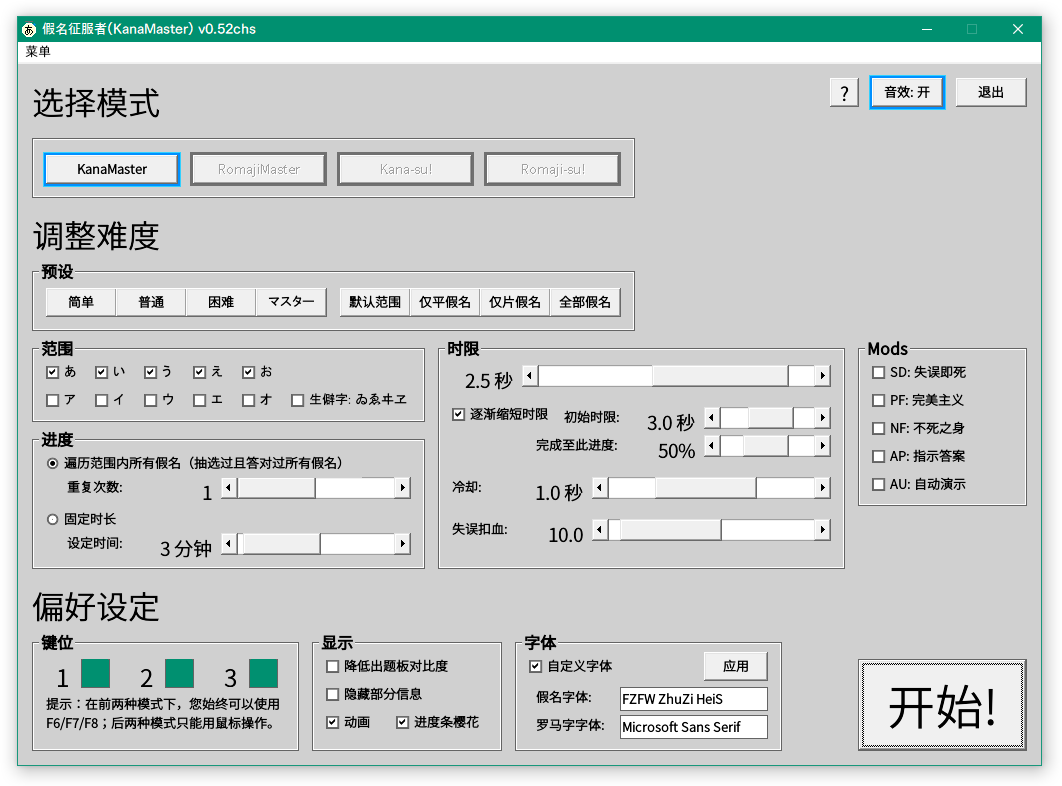 假名征服者(KanaMaster) v0.52chs
菜单
选择模式
?
音效: 开
退出
KanaMaster
RomajiMaster
Kana-su!
Romaji-su!
调整难度
预设
简单
普通
困难
マスター
默认范围
仅平假名
仅片假名
全部假名
范围
あ
い
う
え
お
ア
イ
ウ
エ
オ
生僻字: ゐゑヰヱ
进度
遍历范围内所有假名（抽选过且答对过所有假名）
重复次数:
1
固定时长
设定时间:
3 分钟
时限
2.5 秒
逐渐缩短时限
初始时限:
3.0 秒
完成至此进度:
50%
冷却:
1.0 秒
失误扣血:
10.0
Mods
SD: 失误即死
PF: 完美主义
NF: 不死之身
AP: 指示答案
AU: 自动演示
偏好设定
键位
1
2
3
提示：在前两种模式下，您始终可以使用
F6/F7/F8；后两种模式只能用鼠标操作。
显示
降低出题板对比度
隐藏部分信息
动画
进度条樱花
字体
自定义字体
应用
假名字体:
FZFW ZhuZi HeiS
罗马字字体:
Microsoft Sans Serif
开始!